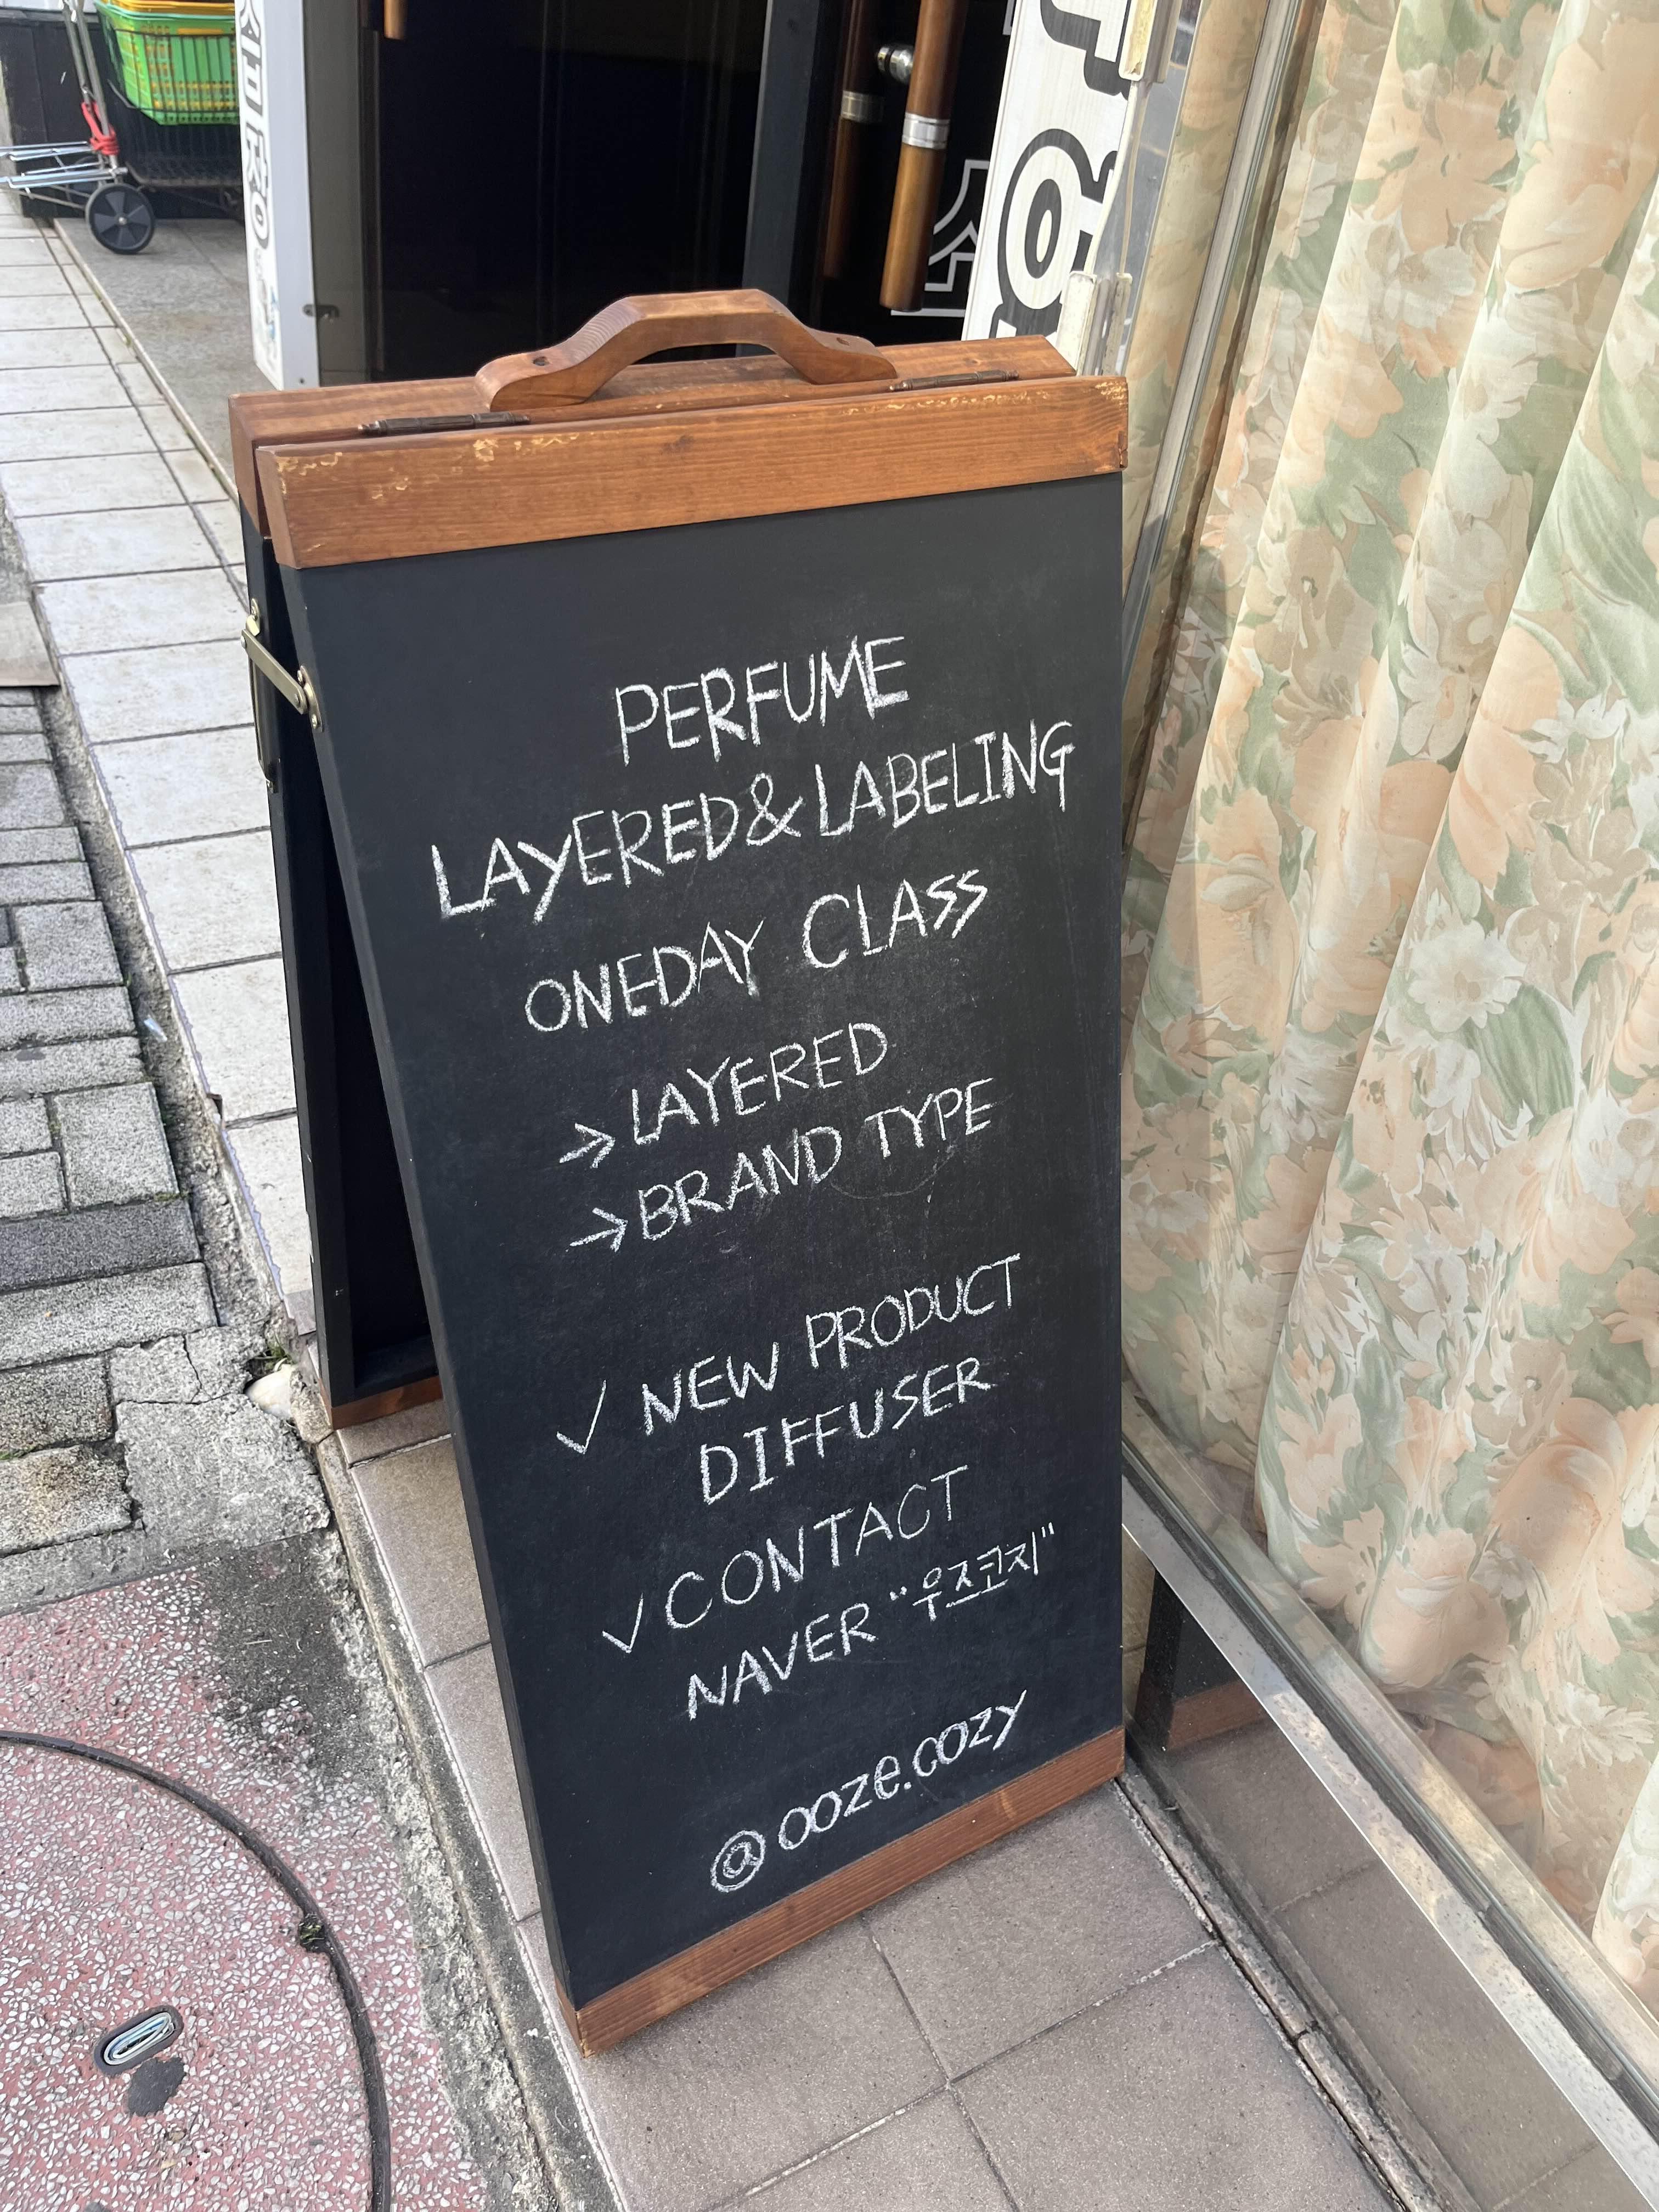 PERFUME
LAYERED & LABELING
ONEDAY CLASS
→ LAYERED
→ BRAND TYPE
✓ NEW PRODUCT
DIFFUSER
✓ CONTACT
NAVER "우즈코지"
@ooze.cozy